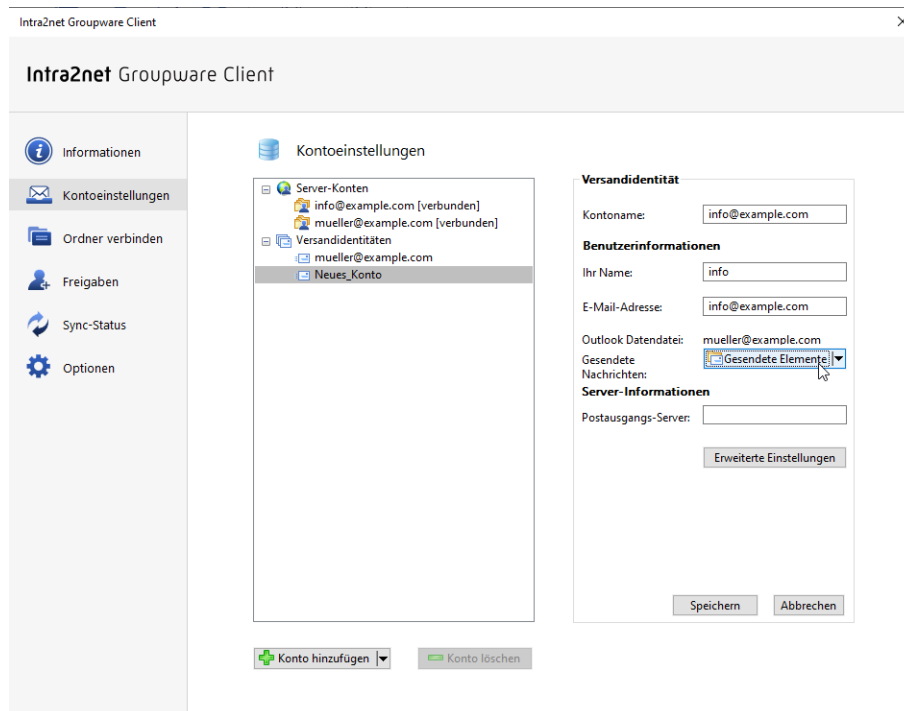 Intra2net Groupware Client
Intra2net Groupware Client
Informationen
Kontoeinstellungen
Ordner verbinden
Freigaben
Sync-Status
Optionen
Kontoeinstellungen
Server-Konten
info@example.com [verbunden]
mueller@example.com [verbunden]
Versandidentitäten
mueller@example.com
Neues_Konto
Konto hinzufügen
Konto löschen
Versandidentität
Kontoname: info@example.com
Benutzerinformationen
Ihr Name: info
E-Mail-Adresse: info@example.com
Outlook Datendatei: mueller@example.com
Gesendete
Nachrichten: Gesendete Elemente
Server-Informationen
Postausgangs-Server:
Erweiterte Einstellungen
Speichern Abbrechen